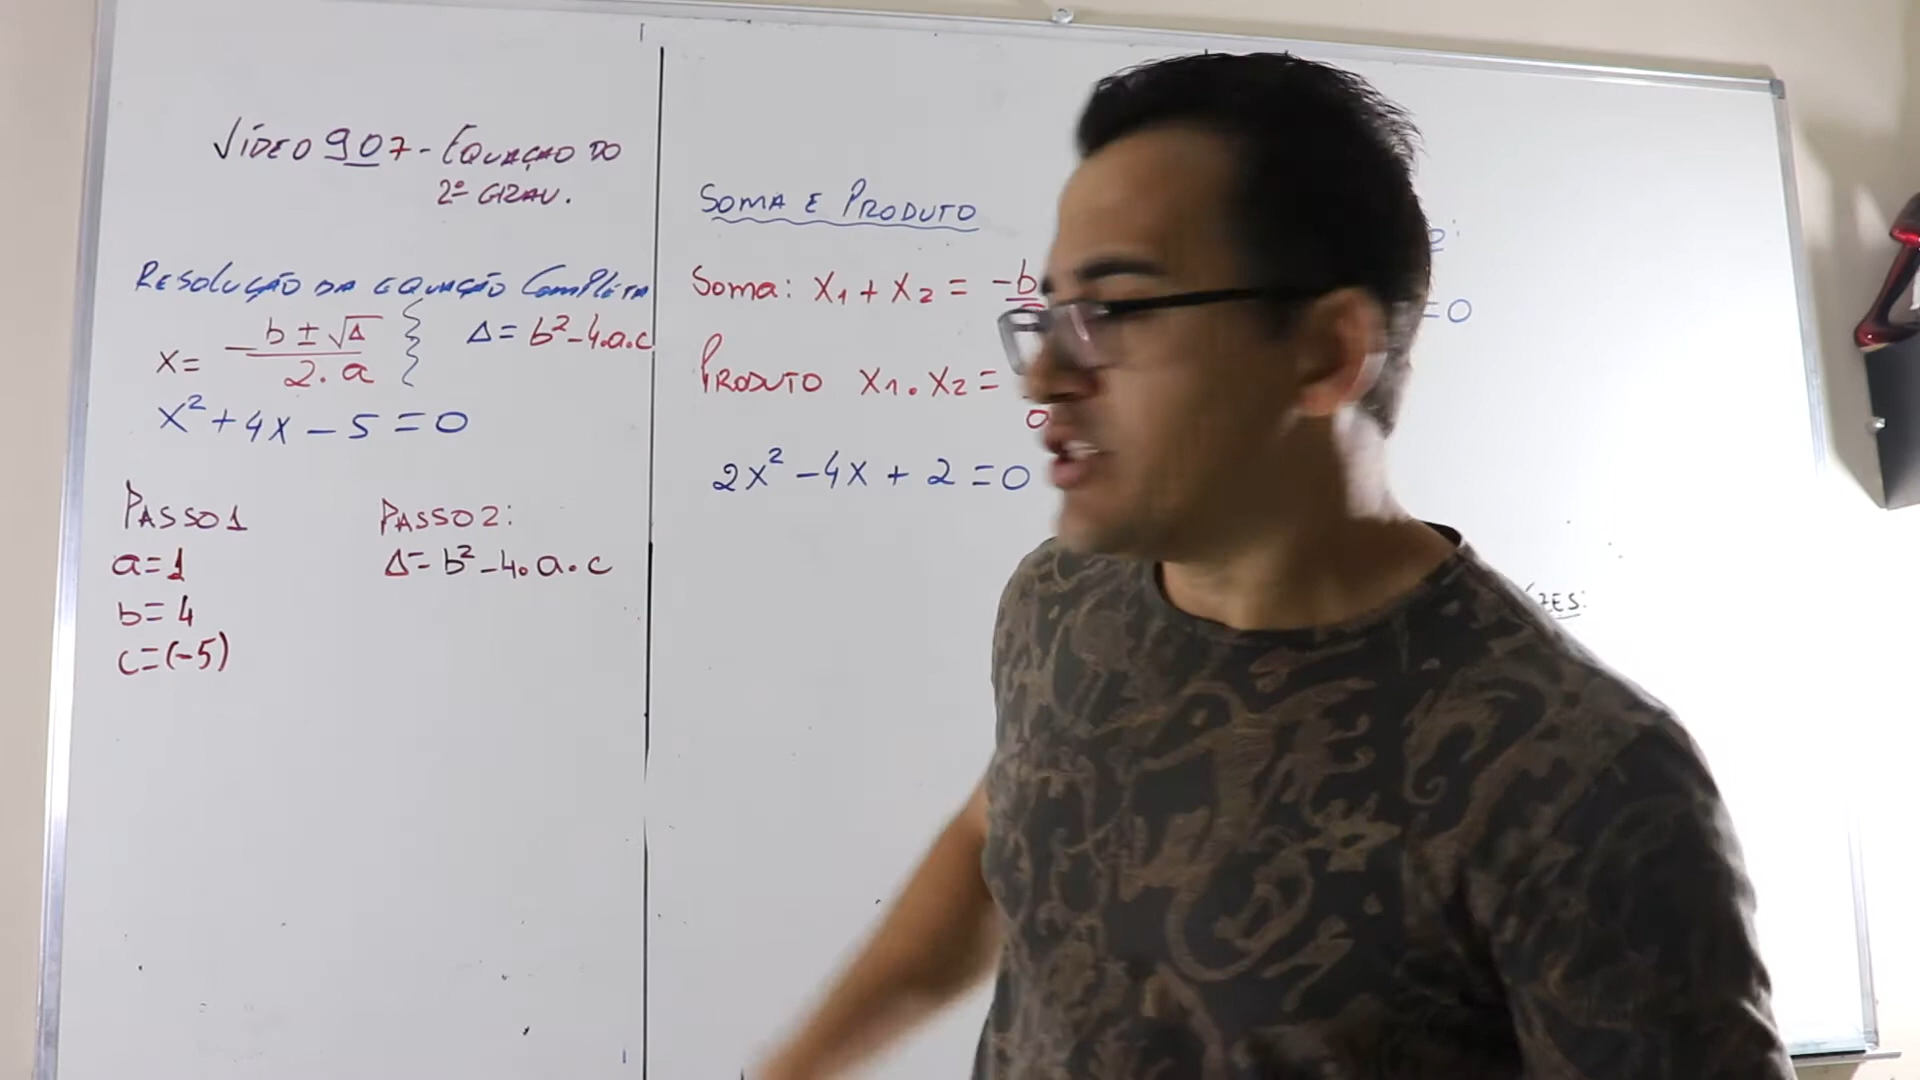 VÍDEO 907 - EQUAÇÃO DO
2º GRAU.
RESOLUÇÃO DA EQUAÇÃO COMPLETA
x = - b ± √Δ / 2. a
Δ = b² - 4.a.c
x² + 4x - 5 = 0
PASSO 1
a = 1
b = 4
c = (-5)
PASSO 2:
Δ = b² - 4. a. c
SOMA E PRODUTO
Soma: x₁ + x₂ = -b
PRODUTO x₁ . x₂ =
a
2x² - 4x + 2 = 0
=0